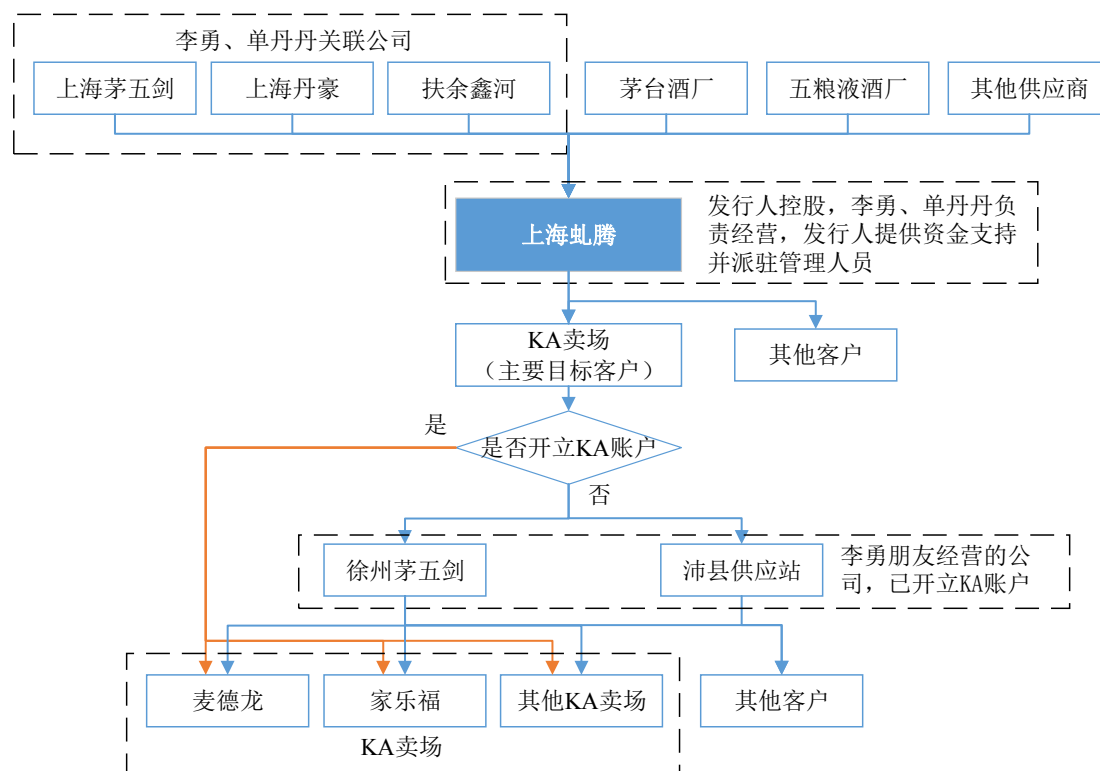 李勇、单丹丹关联公司
上海茅五剑
上海丹豪
扶余鑫河
茅台酒厂
五粮液酒厂
其他供应商
上海虬腾
发行人控股，李勇、单丹丹负
责经营，发行人提供资金支持
并派驻管理人员
KA卖场
（主要目标客户）
其他客户
是
是否开立KA账户
否
徐州茅五剑
沛县供应站
李勇朋友经营的公
司，已开立KA账户
麦德龙
家乐福
其他KA卖场
其他客户
KA卖场